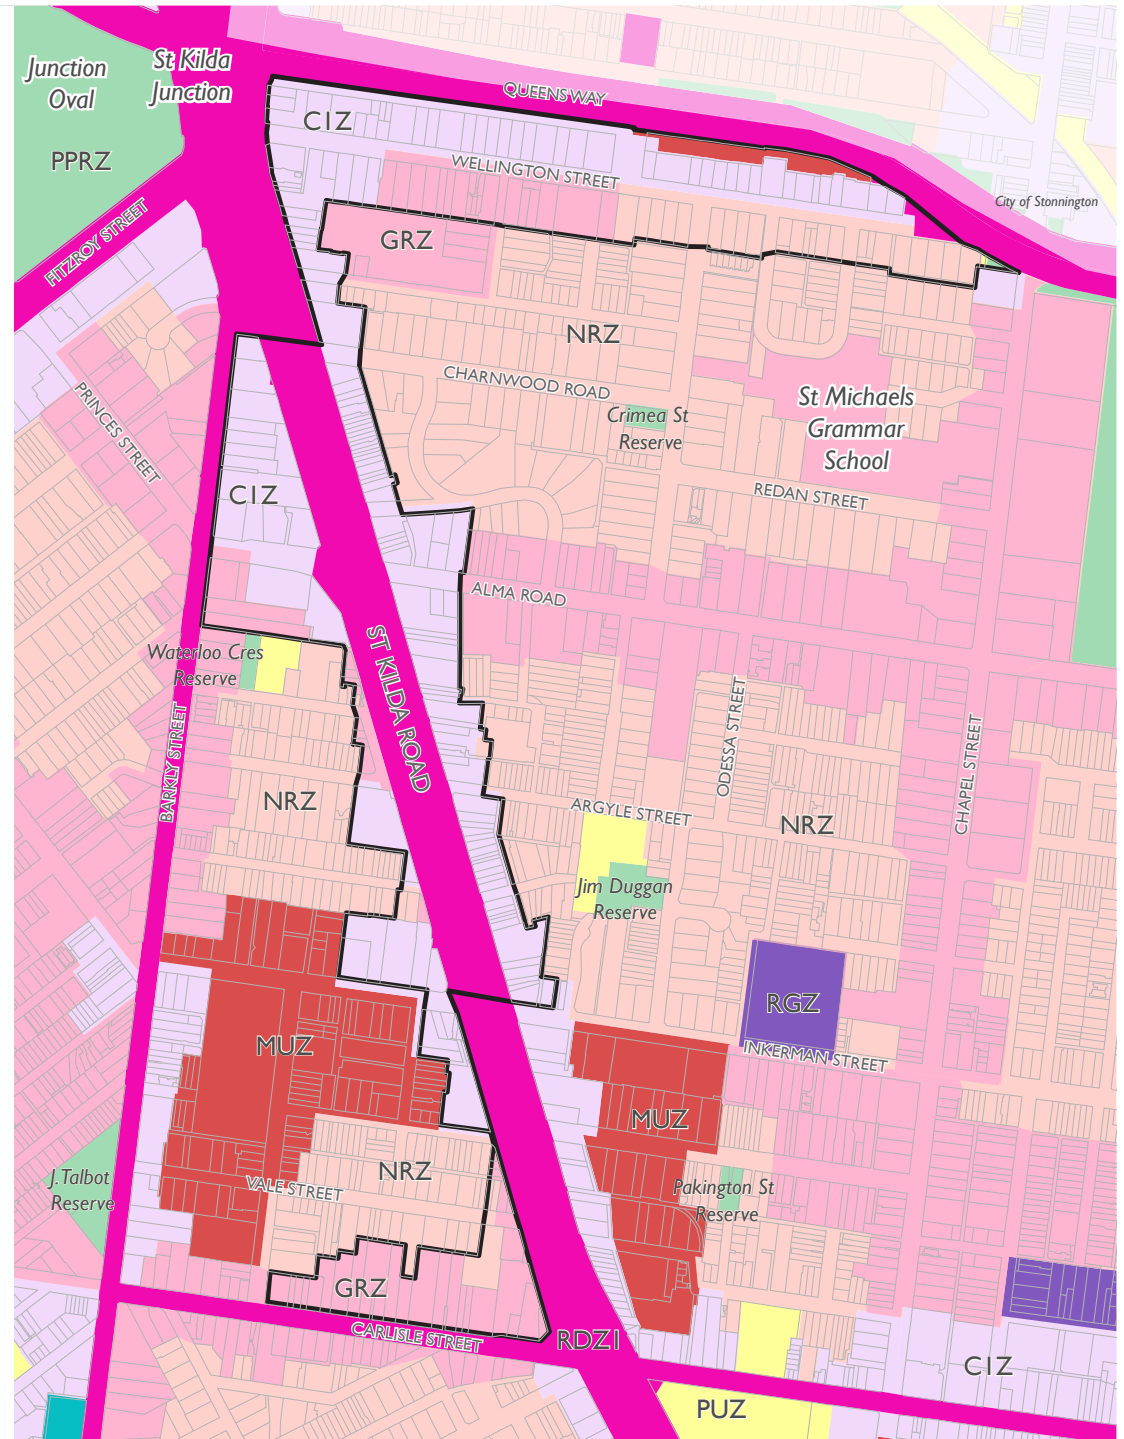 Junction
Oval
PPRZ
St Kilda
Junction
QUEENS WAY
C1Z
WELLINGTON STREET
City of Stonnington
FITZROY STREET
GRZ
NRZ
CHARNWOOD ROAD
Crimea St
Reserve
St Michaels
Grammar
School
PRINCES STREET
C1Z
REDAN STREET
ALMA ROAD
Waterloo Cres
Reserve
ST KILDA ROAD
BARKLY STREET
ODESSA STREET
CHAPEL STREET
NRZ
ARGYLE STREET
NRZ
Jim Duggan
Reserve
RGZ
MUZ
INKERMAN STREET
MUZ
NRZ
VALE STREET
J.Talbot
Reserve
Pakington St
Reserve
GRZ
CARLISLE STREET
RDZ1
C1Z
PUZ